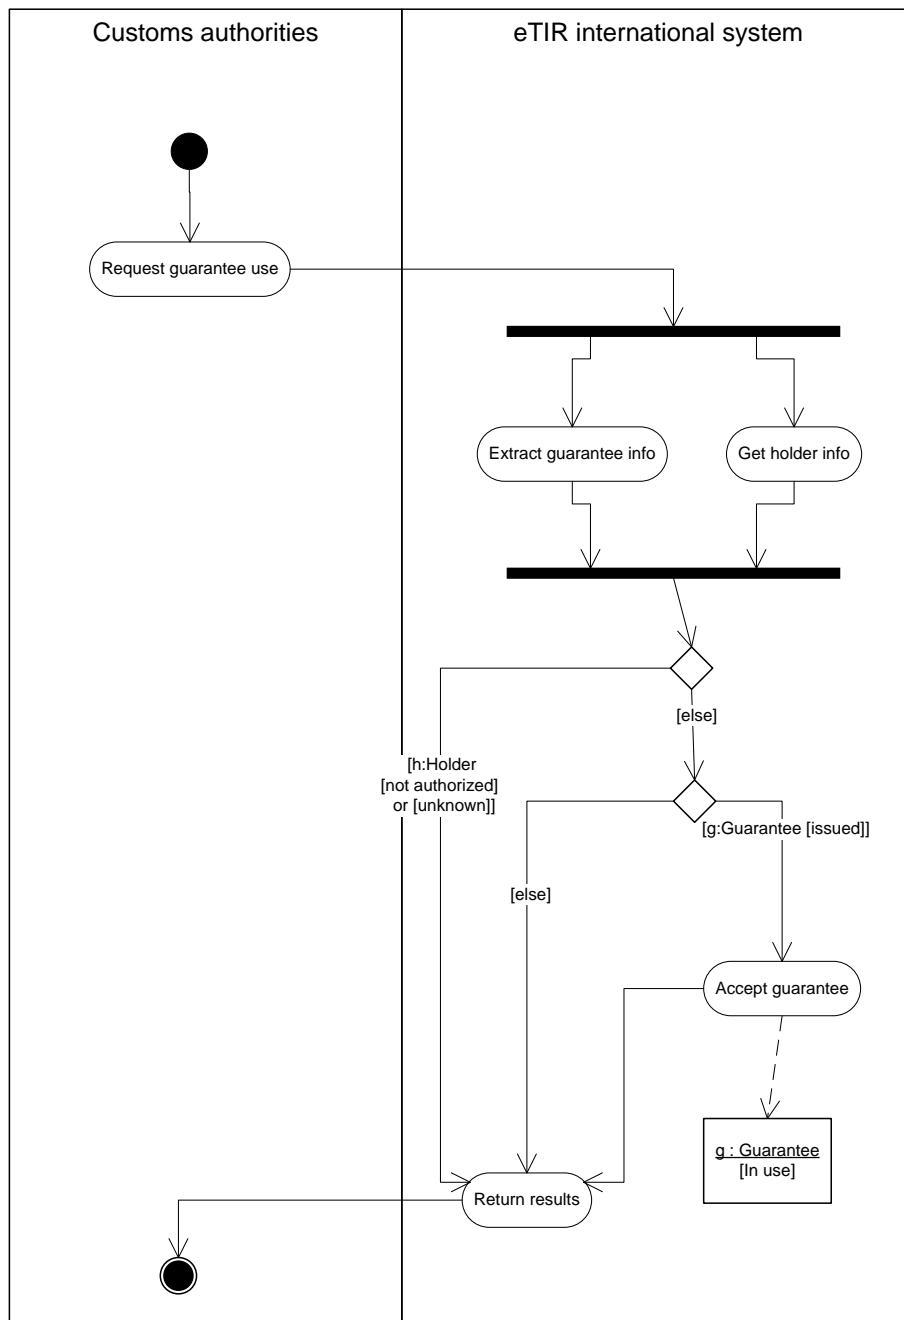 Customs authorities
eTIR international system
Request guarantee use
Extract guarantee info
Get holder info
[else]
[h:Holder
[not authorized]
or [unknown]]
[g:Guarantee [issued]]
[else]
Accept guarantee
g : Guarantee
[In use]
Return results